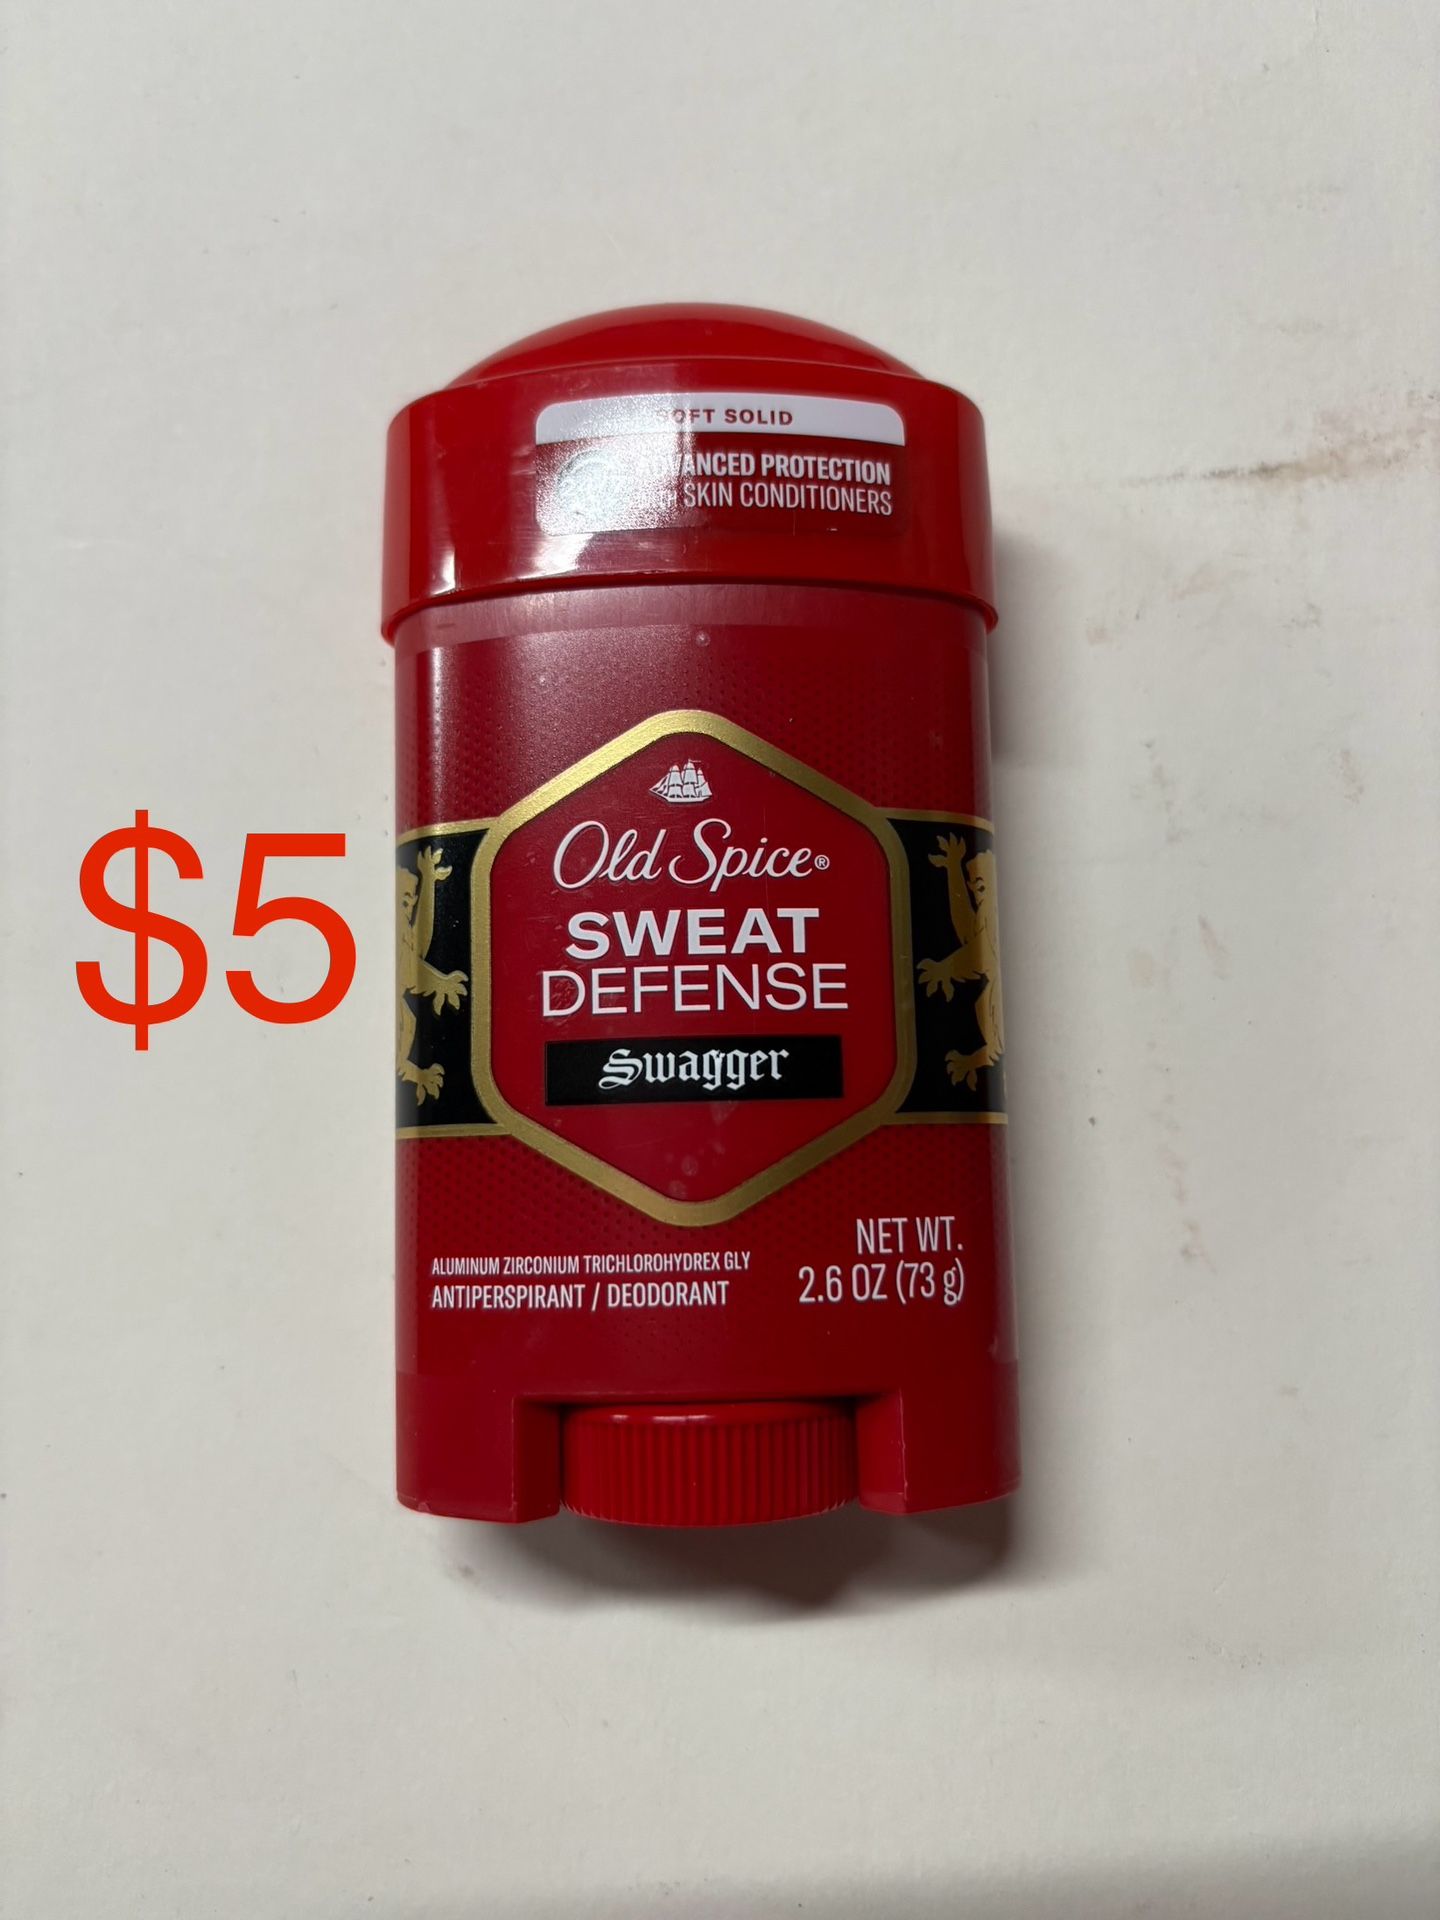 SOFT SOLID
ADVANCED PROTECTION
SKIN CONDITIONERS
Old Spice®
SWEAT
DEFENSE
Swagger
$5
ALUMINUM ZIRCONIUM TRICHLOROHYDREX GLY
ANTIPERSPIRANT / DEODORANT
NET WT.
2.6 OZ (73 g)